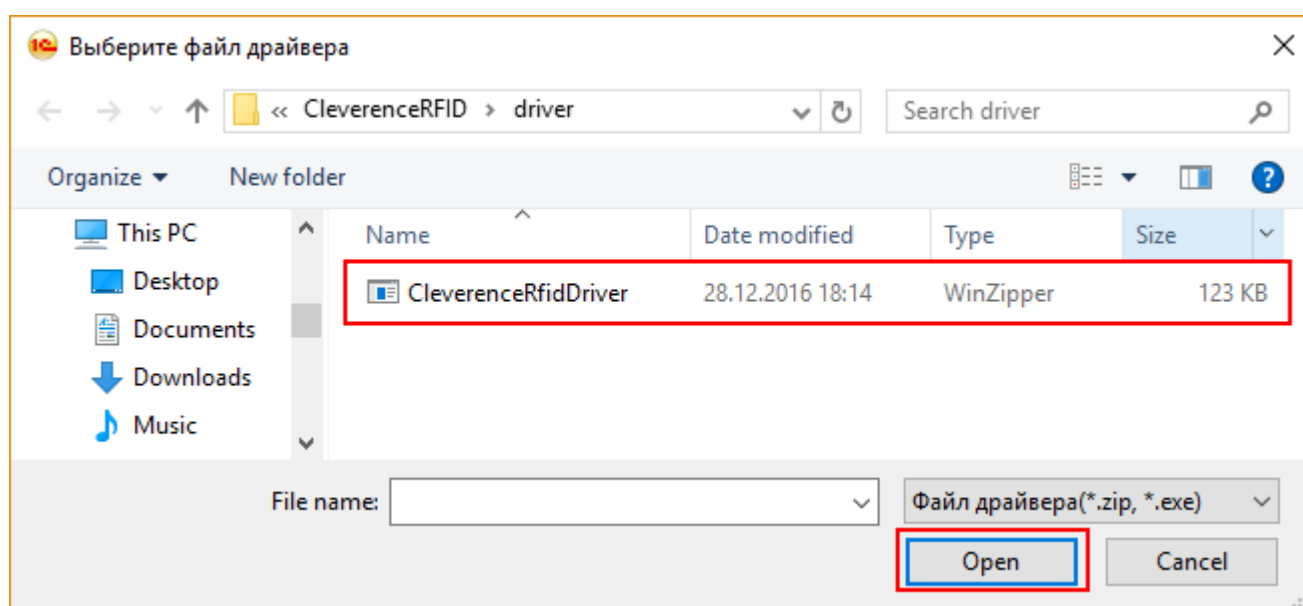 1С Выберите файл драйвера
« CleverenceRFID > driver Search driver
Organize New folder
This PC Name Date modified Type Size
Desktop CleverenceRfidDriver 28.12.2016 18:14 WinZipper 123 KB
Documents
Downloads
Music
File name: Файл драйвера(*.zip, *.exe)
Open Cancel